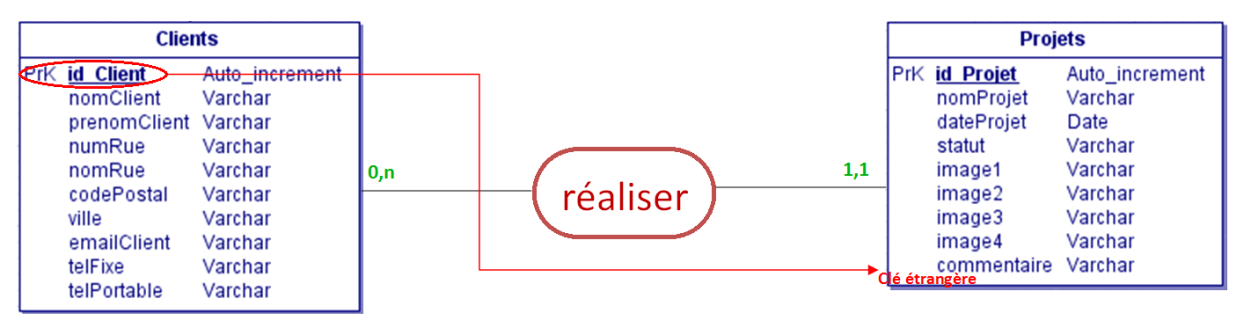 Clients
PrK id_Client Auto_increment
nomClient Varchar
prenomClient Varchar
numRue Varchar
nomRue Varchar
codePostal Varchar
ville Varchar
emailClient Varchar
telFixe Varchar
telPortable Varchar
0,n
réaliser
1,1
Projets
PrK id_Projet Auto_increment
nomProjet Varchar
dateProjet Date
statut Varchar
image1 Varchar
image2 Varchar
image3 Varchar
image4 Varchar
commentaire Varchar
Clé étrangère